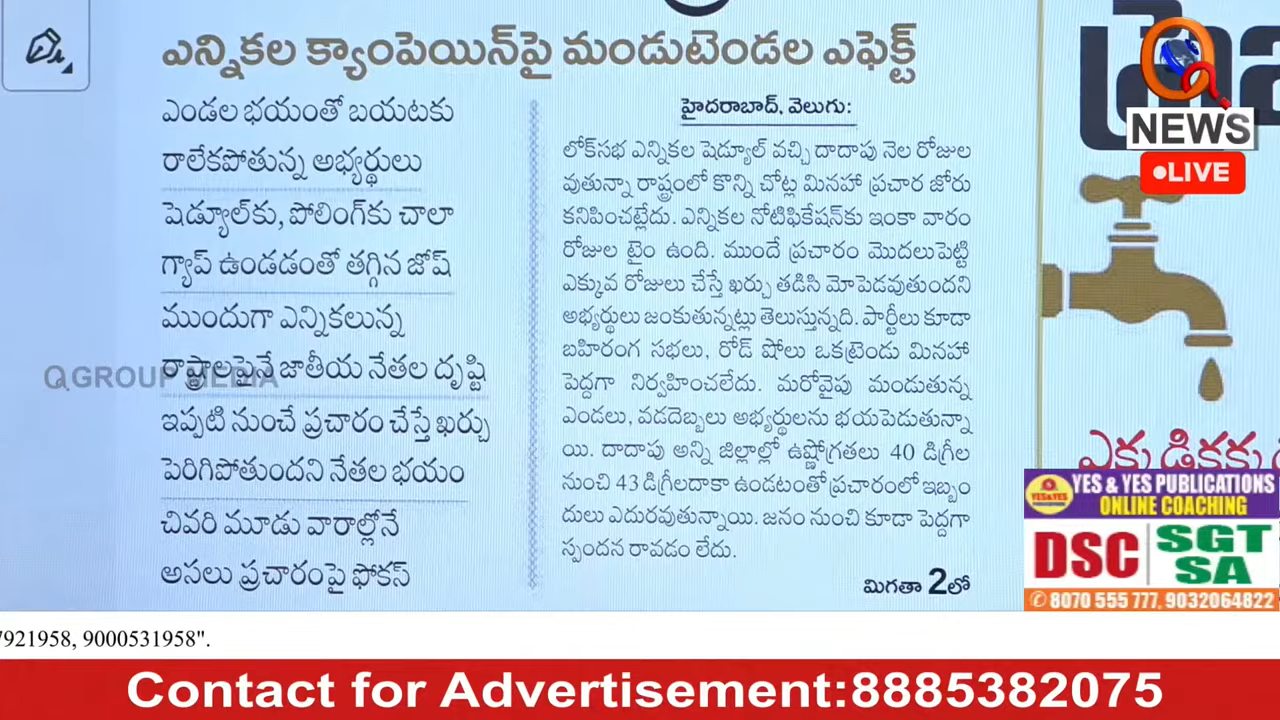 ఎన్నికల క్యాంపెయిన్‌పై మండుటెండల ఎఫెక్ట్
ఎండల భయంతో బయటకు
రాలేకపోతున్న అభ్యర్థులు
షెడ్యూల్‌కు, పోలింగ్‌కు చాలా
గ్యాప్ ఉండడంతో తగ్గిన జోష్
ముందుగా ఎన్నికలున్న
రాష్ట్రాలపైనే జాతీయ నేతల దృష్టి
ఇప్పటి నుంచే ప్రచారం చేస్తే ఖర్చు
పెరిగిపోతుందని నేతల భయం
చివరి మూడు వారాల్లోనే
అసలు ప్రచారంపై ఫోకస్
హైదరాబాద్, వెలుగు:
లోక్‌సభ ఎన్నికల షెడ్యూల్ వచ్చి దాదాపు నెల రోజుల
వుతున్నా రాష్ట్రంలో కొన్ని చోట్ల మినహా ప్రచార జోరు
కనిపించట్లేదు. ఎన్నికల నోటిఫికేషన్‌కు ఇంకా వారం
రోజుల టైం ఉంది. ముందే ప్రచారం మొదలుపెట్టి
ఎక్కువ రోజులు చేస్తే ఖర్చు తడిసి మోపెడవుతుందని
అభ్యర్థులు జంకుతున్నట్లు తెలుస్తున్నది. పార్టీలు కూడా
బహిరంగ సభలు, రోడ్ షోలు ఒకట్రెండు మినహా
పెద్దగా నిర్వహించలేదు. మరోవైపు మండుతున్న
ఎండలు, వడదెబ్బలు అభ్యర్థులను భయపెడుతున్నా
యి. దాదాపు అన్ని జిల్లాల్లో ఉష్ణోగ్రతలు 40 డిగ్రీల
నుంచి 43 డిగ్రీలదాకా ఉండటంతో ప్రచారంలో ఇబ్బం
దులు ఎదురవుతున్నాయి. జనం నుంచి కూడా పెద్దగా
స్పందన రావడం లేదు.
మిగతా 2లో
Q GROUP MEDIA
NEWS
LIVE
YES & YES PUBLICATIONS
ONLINE COACHING
YES&YES
DSC
SGT
SA
8070 555 777, 9032064822
7921958, 9000531958".
Contact for Advertisement:8885382075